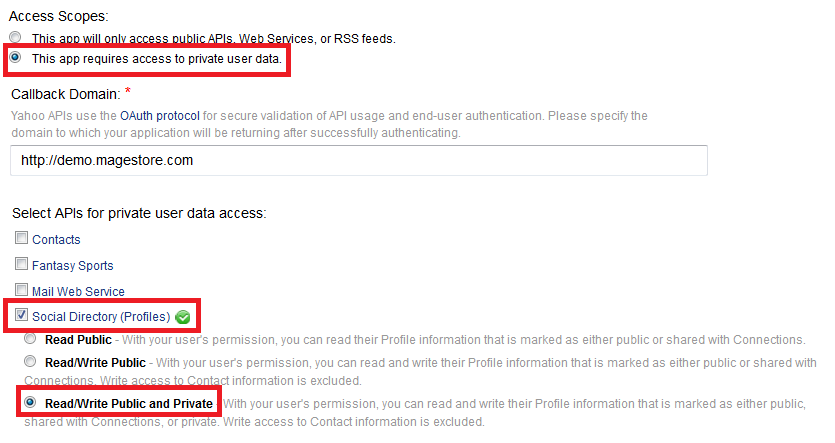 Access Scopes:
This app will only access public APIs, Web Services, or RSS feeds.
This app requires access to private user data.
Callback Domain: *
Yahoo APIs use the OAuth protocol for secure validation of API usage and end-user authentication. Please specify the
domain to which your application will be returning after successfully authenticating.
http://demo.magestore.com
Select APIs for private user data access:
Contacts
Fantasy Sports
Mail Web Service
Social Directory (Profiles)
Read Public - With your user's permission, you can read their Profile information that is marked as either public or shared with Connections.
Read/Write Public - With your user's permission, you can read and write their Profile information that is marked as either public or shared with
Connections. Write access to Contact information is excluded.
Read/Write Public and Private - With your user's permission, you can read and write their Profile information that is marked as either public,
shared with Connections, or private. Write access to Contact information is excluded.